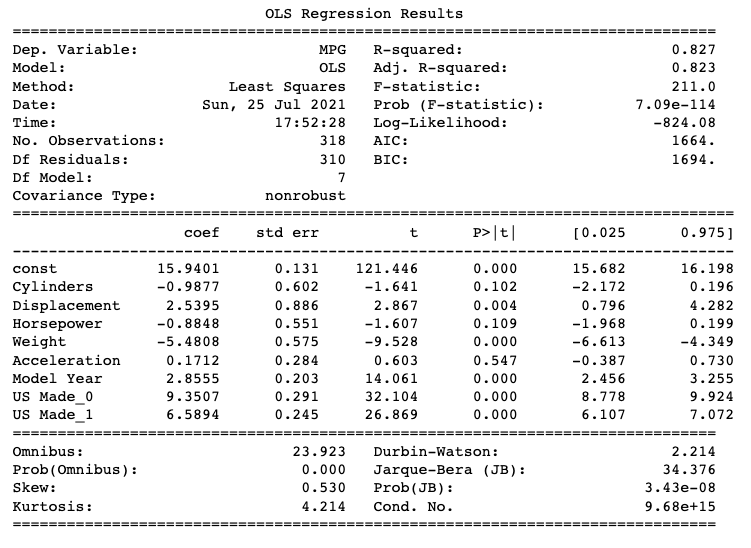 OLS Regression Results
==============================================================================
Dep. Variable: MPG R-squared: 0.827
Model: OLS Adj. R-squared: 0.823
Method: Least Squares F-statistic: 211.0
Date: Sun, 25 Jul 2021 Prob (F-statistic): 7.09e-114
Time: 17:52:28 Log-Likelihood: -824.08
No. Observations: 318 AIC: 1664.
Df Residuals: 310 BIC: 1694.
Df Model: 7
Covariance Type: nonrobust
================================================================================
coef std err t P>|t| [0.025 0.975]
--------------------------------------------------------------------------------
const 15.9401 0.131 121.446 0.000 15.682 16.198
Cylinders -0.9877 0.602 -1.641 0.102 -2.172 0.196
Displacement 2.5395 0.886 2.867 0.004 0.796 4.282
Horsepower -0.8848 0.551 -1.607 0.109 -1.968 0.199
Weight -5.4808 0.575 -9.528 0.000 -6.613 -4.349
Acceleration 0.1712 0.284 0.603 0.547 -0.387 0.730
Model Year 2.8555 0.203 14.061 0.000 2.456 3.255
US Made_0 9.3507 0.291 32.104 0.000 8.778 9.924
US Made_1 6.5894 0.245 26.869 0.000 6.107 7.072
==============================================================================
Omnibus: 23.923 Durbin-Watson: 2.214
Prob(Omnibus): 0.000 Jarque-Bera (JB): 34.376
Skew: 0.530 Prob(JB): 3.43e-08
Kurtosis: 4.214 Cond. No. 9.68e+15
==============================================================================